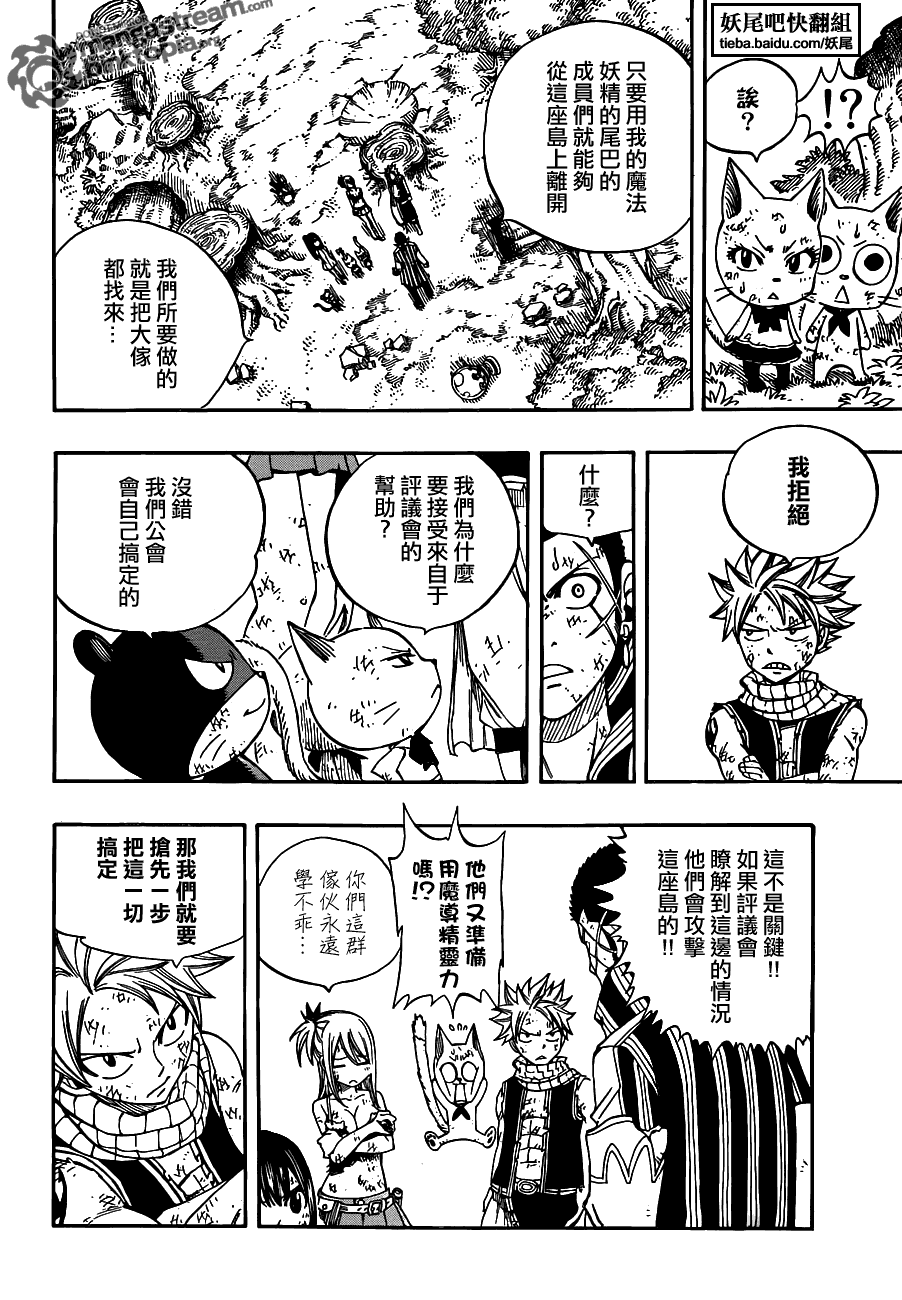 妖尾吧快翻組
tieba.baidu.com/妖尾
mangastream.com
!?
誒?
只要用我的魔法
妖精的尾巴的
成員們就能夠
從這座島上離開
我們所要做的
就是把大傢
都找來…
我拒絕
什麼?
我們為什麼
要接受來自于
評議會的
幫助?
沒錯
我們公會
會自己搞定的
這不是關鍵!!
如果評議會
瞭解到這邊的情況
他們會攻擊
這座島的!!
他們又準備
用魔導精靈力
嗎!?
你們這群
傢伙永遠
學不乖…
那我們就要
搶先一步
把這一切
搞定